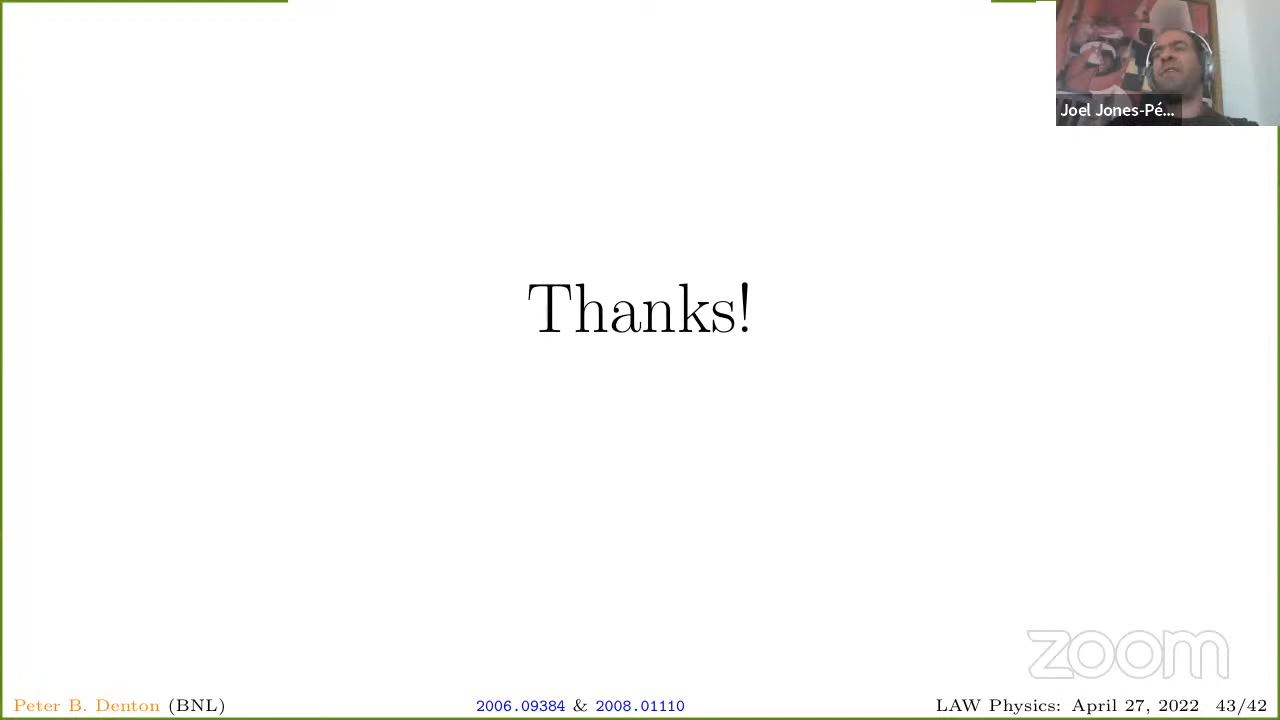 Joel Jones-Pé...
Thanks!
zoom
Peter B. Denton (BNL) 2006.09384 & 2008.01110 LAW Physics: April 27, 2022 43/42